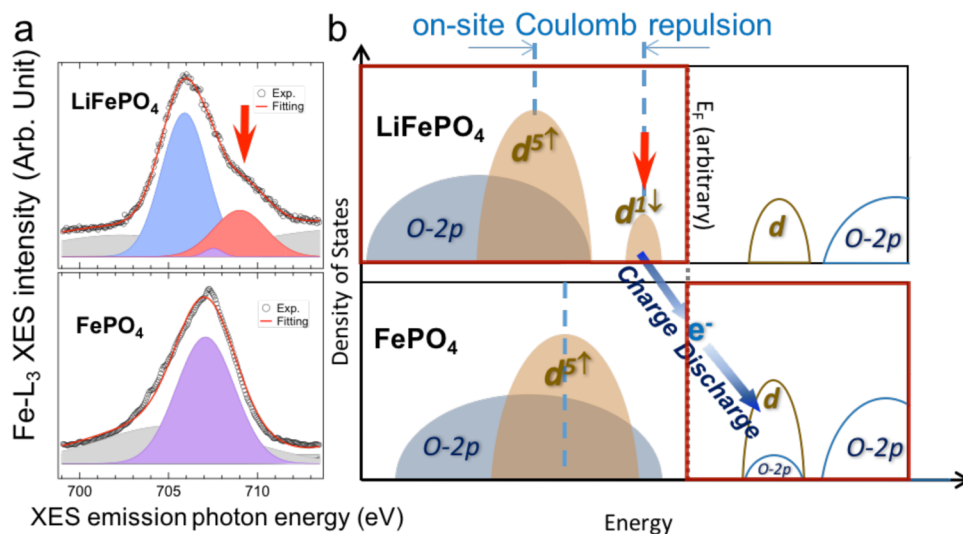 a
Fe-L₃ XES intensity (Arb. Unit)
LiFePO₄
Exp.
Fitting
FePO₄
Exp.
Fitting
700
705
710
XES emission photon energy (eV)
b
on-site Coulomb repulsion
Density of States
LiFePO₄
d5↑
d1↓
O-2p
E_F (arbitrary)
d
O-2p
FePO₄
d5↑
O-2p
Charge Discharge
e-
d
O-2p
O-2p
Energy